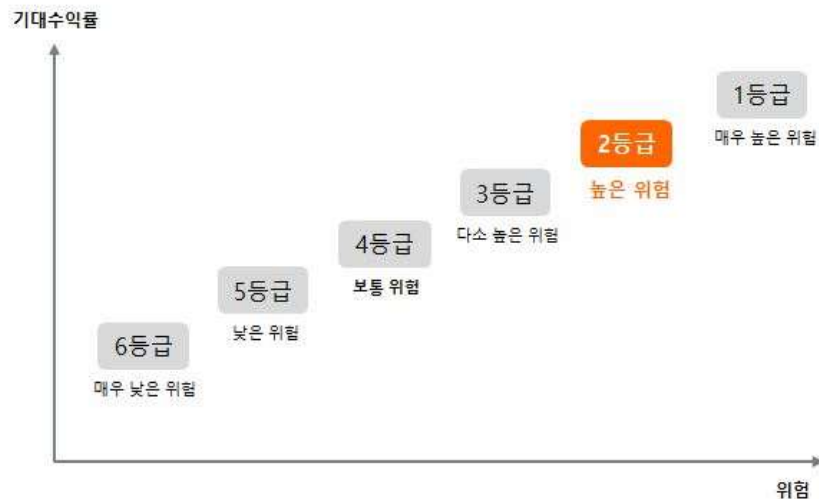 기대수익률
1등급
매우 높은 위험
2등급
높은 위험
3등급
다소 높은 위험
4등급
보통 위험
5등급
낮은 위험
6등급
매우 낮은 위험
위험